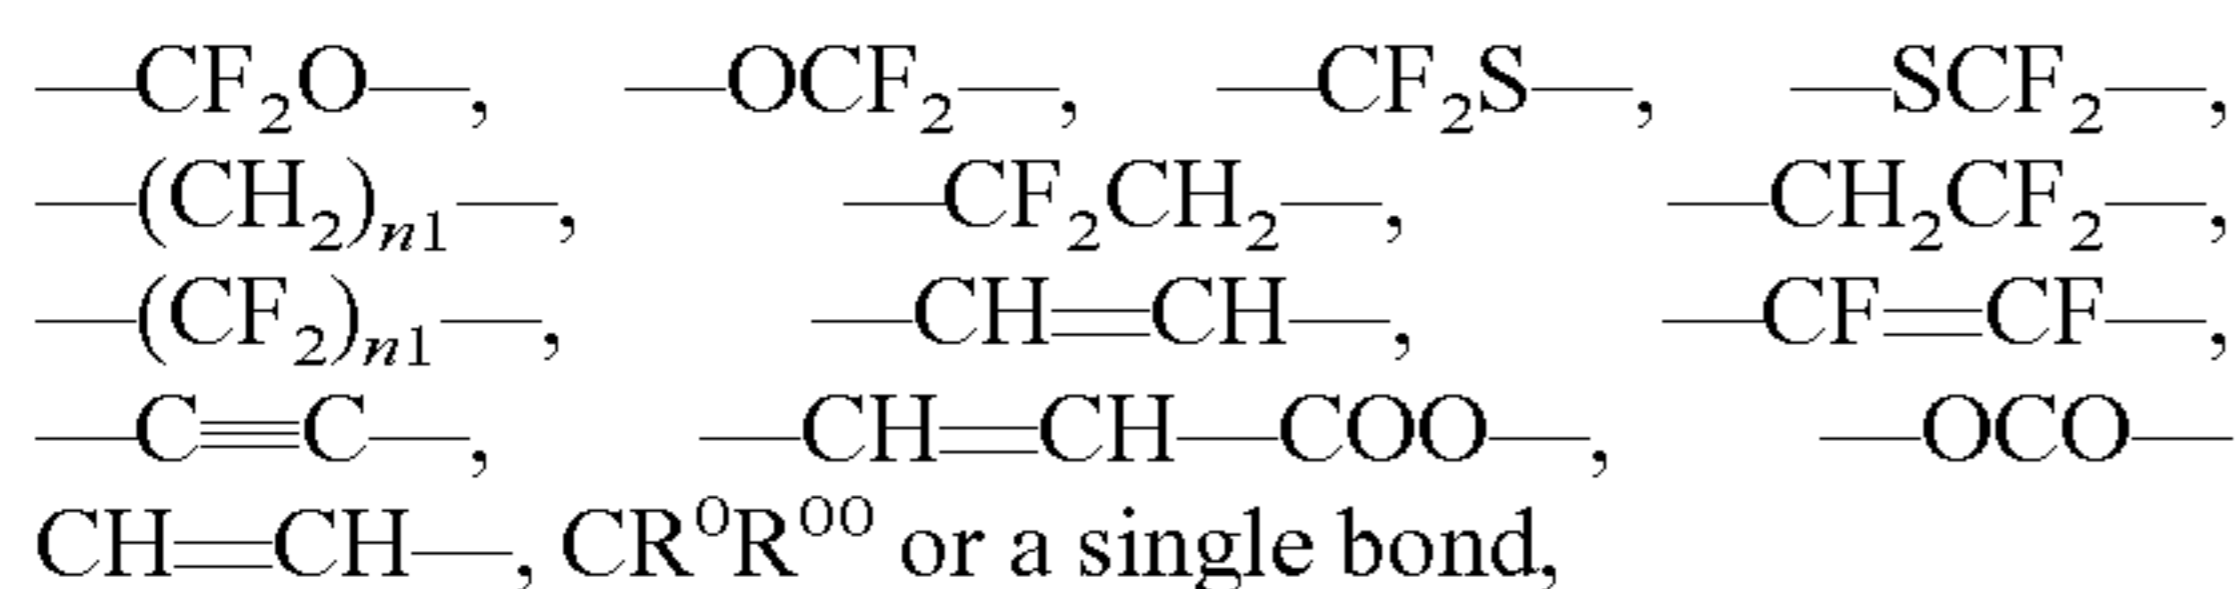 —CF₂O—, —OCF₂—, —CF₂S—, —SCF₂—,
—(CH₂)ₙ₁—, —CF₂CH₂—, —CH₂CF₂—,
—(CF₂)ₙ₁—, —CH=CH—, —CF=CF—,
—C≡C—, —CH=CH—COO—, —OCO—
CH=CH—, CR⁰R⁰⁰ or a single bond,